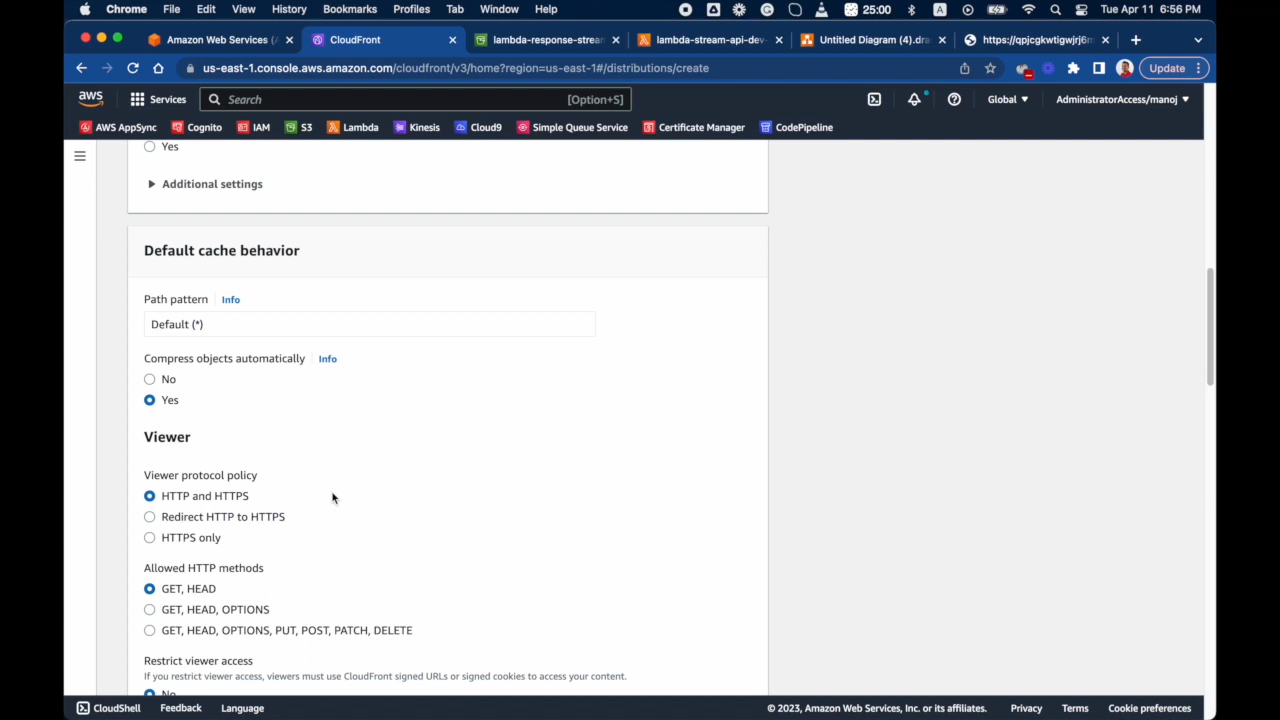 Chrome File Edit View History Bookmarks Profiles Tab Window Help 25:00 A Tue Apr 11 6:56 PM
Amazon Web Services ( CloudFront lambda-response-strea lambda-stream-api-dev- Untitled Diagram (4).dra https://qpjcgkwtigwjrj6
us-east-1.console.aws.amazon.com/cloudfront/v3/home?region=us-east-1#/distributions/create Update
aws Services Search [Option+S] Global AdministratorAccess/manoj
AWS AppSync Cognito IAM S3 Lambda Kinesis Cloud9 Simple Queue Service Certificate Manager CodePipeline
Yes
Additional settings
Default cache behavior
Path pattern Info
Default (*)
Compress objects automatically Info
No
Yes
Viewer
Viewer protocol policy
HTTP and HTTPS
Redirect HTTP to HTTPS
HTTPS only
Allowed HTTP methods
GET, HEAD
GET, HEAD, OPTIONS
GET, HEAD, OPTIONS, PUT, POST, PATCH, DELETE
Restrict viewer access
If you restrict viewer access, viewers must use CloudFront signed URLs or signed cookies to access your content.
No
CloudShell Feedback Language © 2023, Amazon Web Services, Inc. or its affiliates. Privacy Terms Cookie preferences